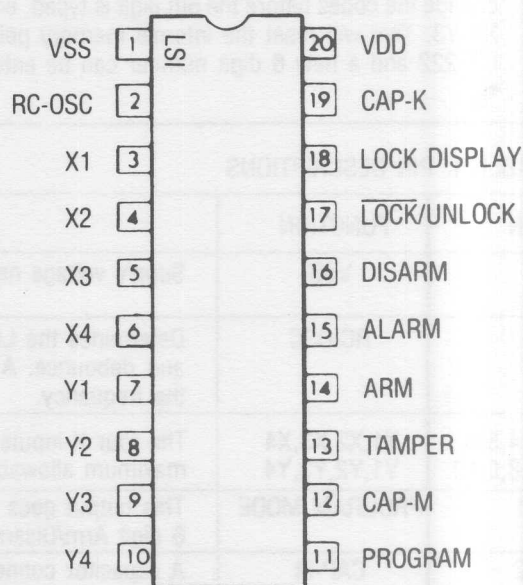 VSS 1 LSI 20 VDD
RC-OSC 2 19 CAP-K
X1 3 18 LOCK DISPLAY
X2 4 17 LOCK/UNLOCK
X3 5 16 DISARM
X4 6 15 ALARM
Y1 7 14 ARM
Y2 8 13 TAMPER
Y3 9 12 CAP-M
Y4 10 11 PROGRAM